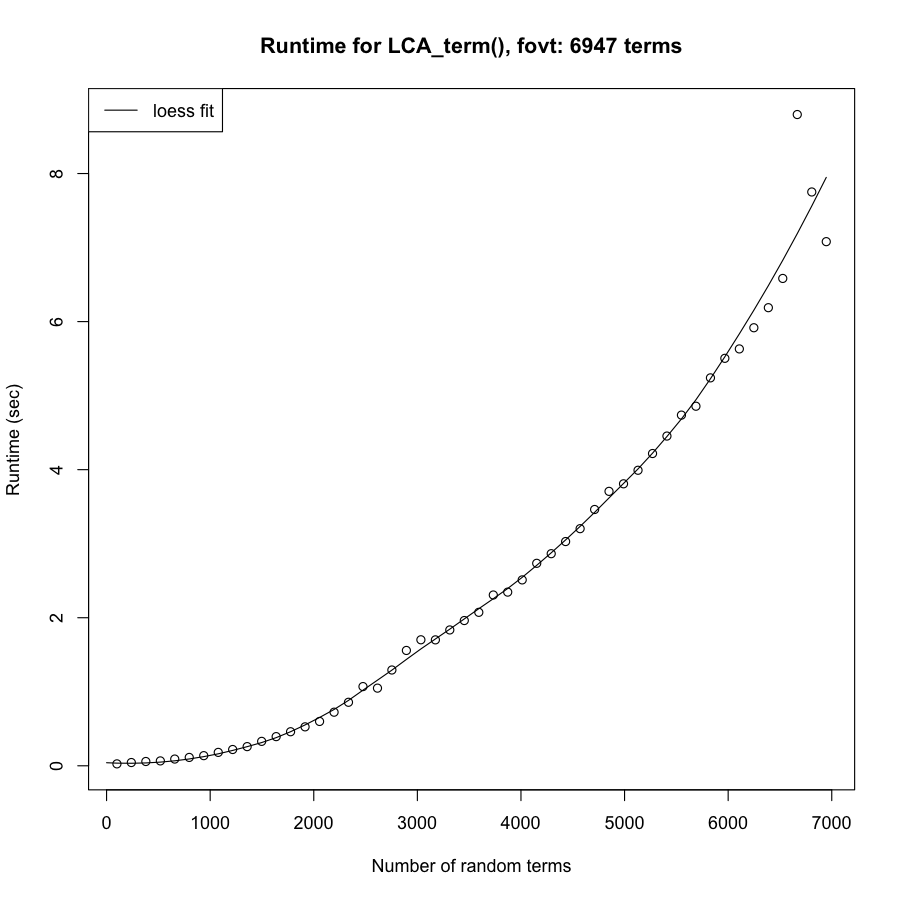 Runtime for LCA_term(), fovt: 6947 terms
loess fit
8
6
4
2
0
Runtime (sec)
0 1000 2000 3000 4000 5000 6000 7000
Number of random terms